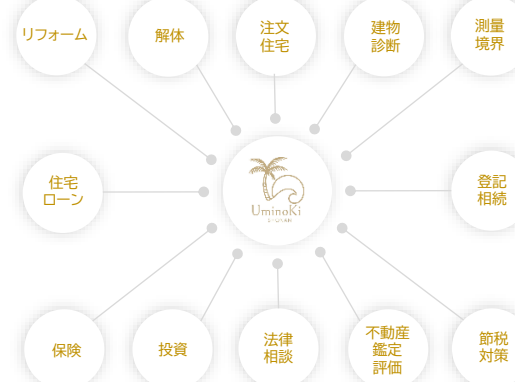 リフォーム
解体
注文
住宅
建物
診断
測量
境界
住宅
ローン
UminoKi
登記
相続
保険
投資
法律
相談
不動産
鑑定
評価
節税
対策